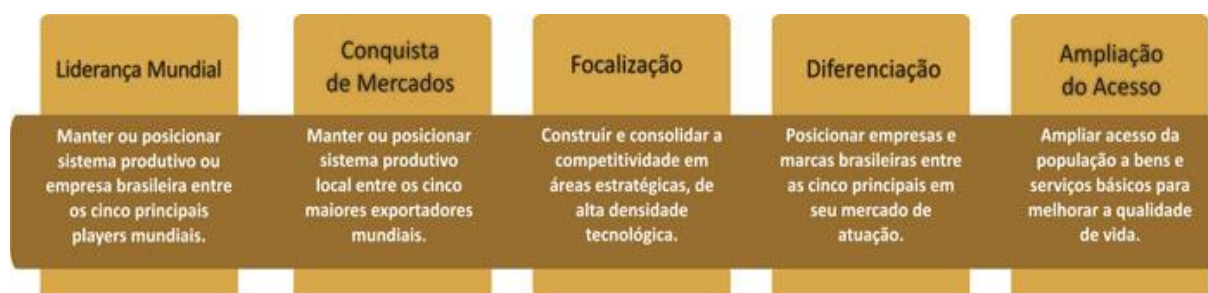 Liderança Mundial
Manter ou posicionar
sistema produtivo ou
empresa brasileira entre
os cinco principais
players mundiais.
Conquista
de Mercados
Manter ou posicionar
sistema produtivo
local entre os cinco
maiores exportadores
mundiais.
Focalização
Construir e consolidar a
competitividade em
áreas estratégicas, de
alta densidade
tecnológica.
Diferenciação
Posicionar empresas e
marcas brasileiras entre
as cinco principais em
seu mercado de
atuação.
Ampliação
do Acesso
Ampliar acesso da
população a bens e
serviços básicos para
melhorar a qualidade
de vida.